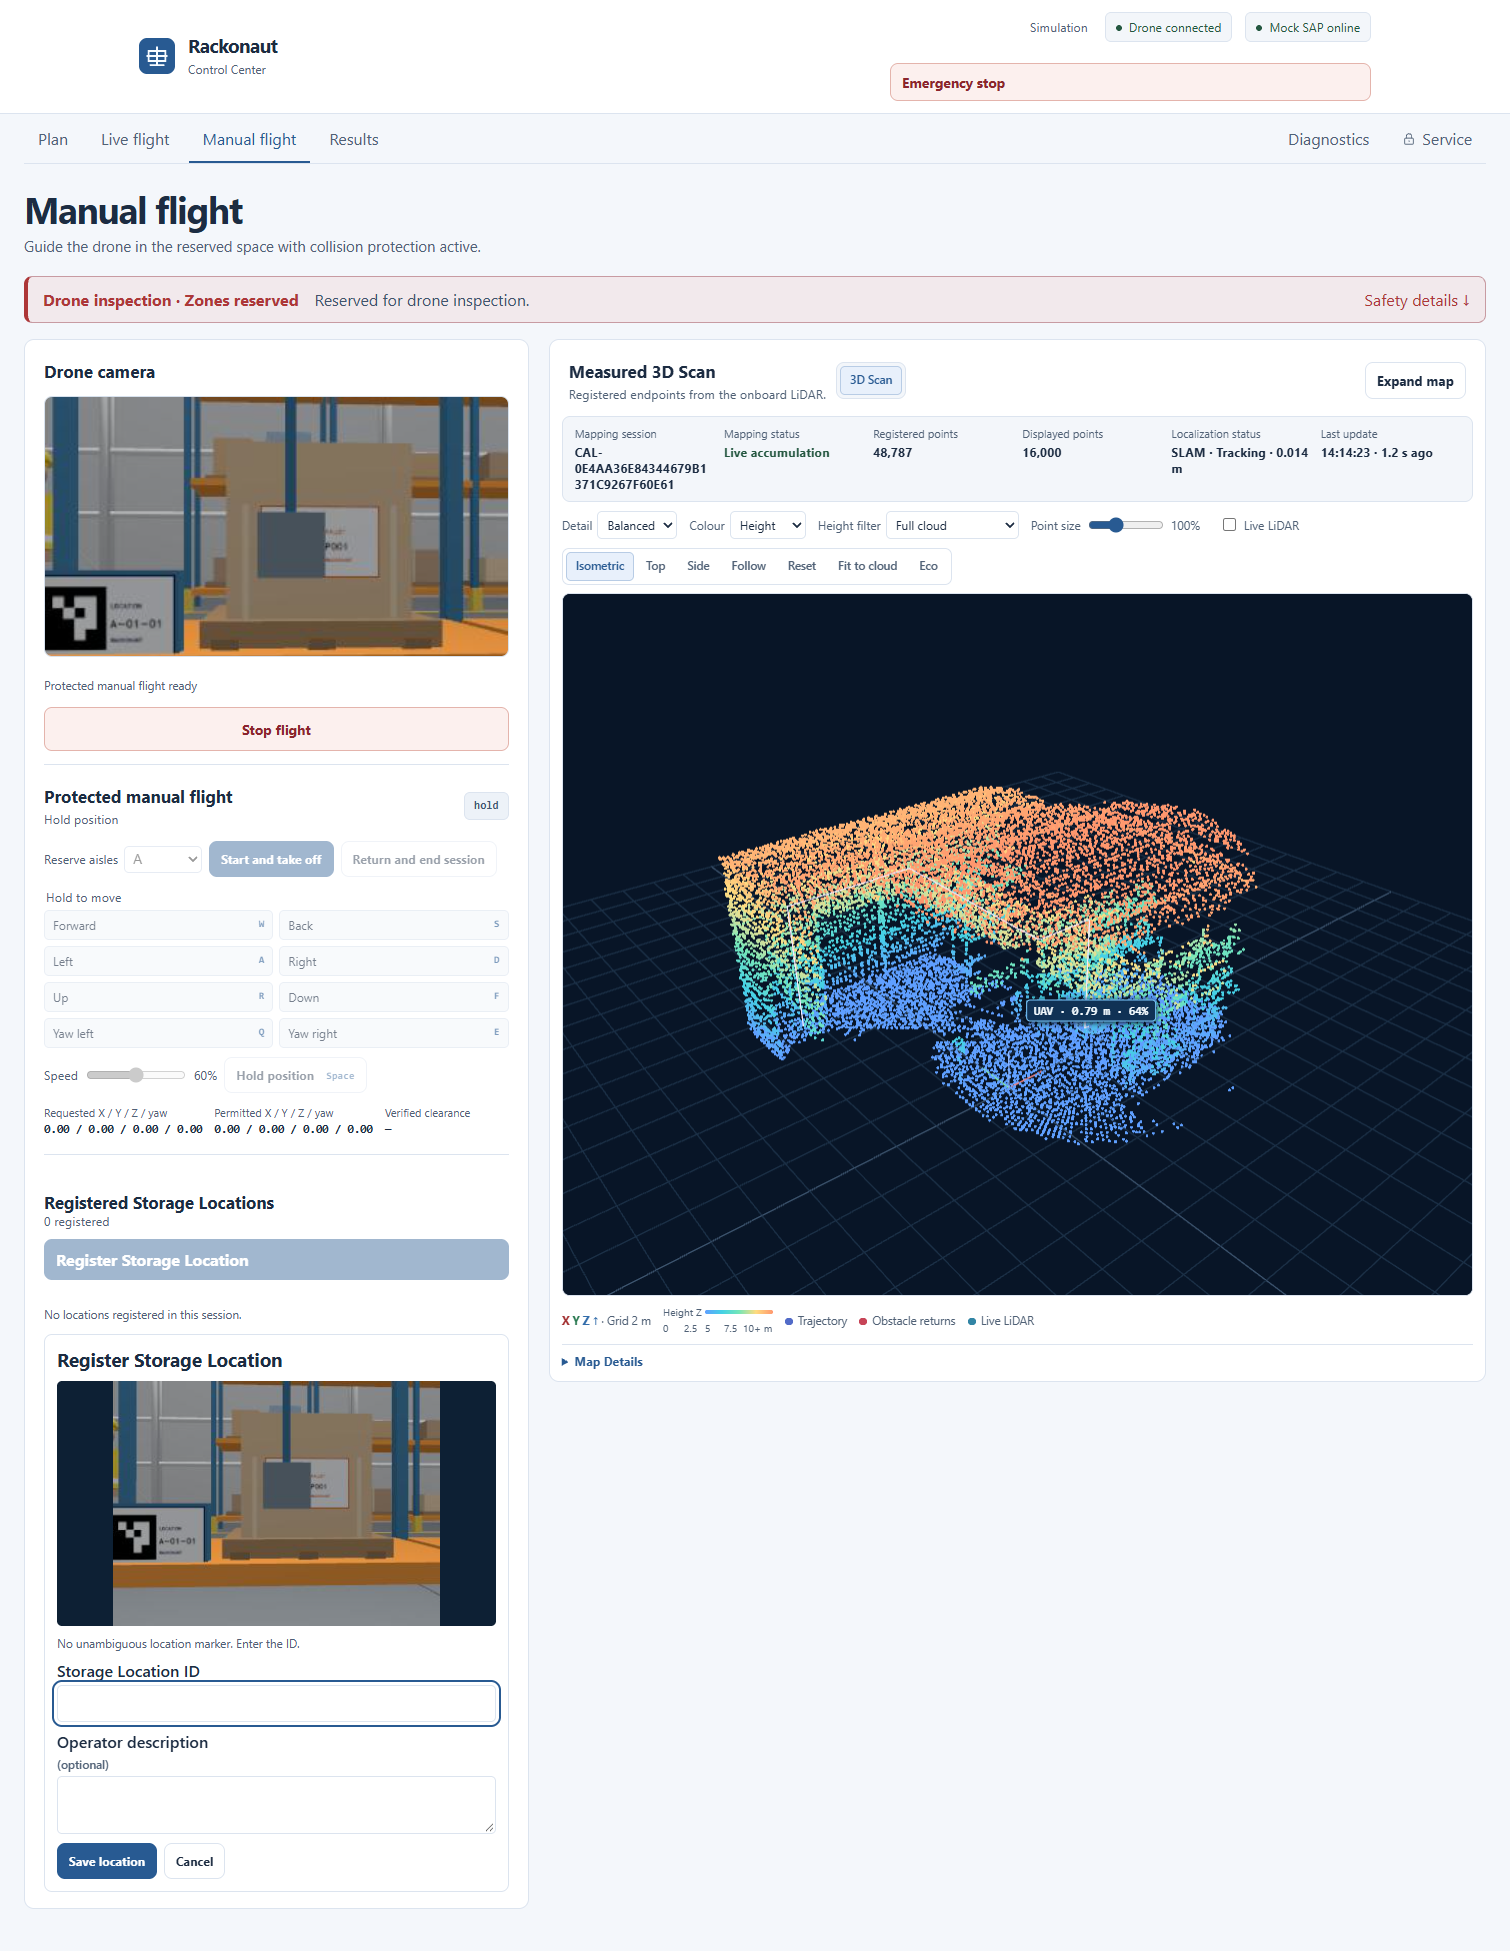 Rackonaut
Control Center
Simulation
Drone connected
Mock SAP online
Emergency stop
Plan
Live flight
Manual flight
Results
Diagnostics
Service
Manual flight
Guide the drone in the reserved space with collision protection active.
Drone inspection · Zones reserved
Reserved for drone inspection.
Safety details ↓
Drone camera
P001
LOCATION
A-01-01
Protected manual flight ready
Stop flight
Protected manual flight
Hold position
hold
Reserve aisles
A
Start and take off
Return and end session
Hold to move
Forward W
Back S
Left A
Right D
Up R
Down F
Yaw left Q
Yaw right E
Speed
60%
Hold position Space
Requested X / Y / Z / yaw
0.00 / 0.00 / 0.00 / 0.00
Permitted X / Y / Z / yaw
0.00 / 0.00 / 0.00 / 0.00
Verified clearance
–
Registered Storage Locations
0 registered
Register Storage Location
No locations registered in this session.
Register Storage Location
P001
LOCATION
A-01-01
No unambiguous location marker. Enter the ID.
Storage Location ID
Operator description
(optional)
Save location
Cancel
Measured 3D Scan
Registered endpoints from the onboard LiDAR.
3D Scan
Expand map
Mapping session
CAL-
0E4AA36E84344679B1
371C9267F60E61
Mapping status
Live accumulation
Registered points
48,787
Displayed points
16,000
Localization status
SLAM · Tracking · 0.014
m
Last update
14:14:23 · 1.2 s ago
Detail
Balanced
Colour
Height
Height filter
Full cloud
Point size
100%
Live LiDAR
Isometric
Top
Side
Follow
Reset
Fit to cloud
Eco
UAV · 0.79 m · 64%
X Y Z ↑ · Grid 2 m
Height Z
0 2.5 5 7.5 10+ m
Trajectory
Obstacle returns
Live LiDAR
Map Details